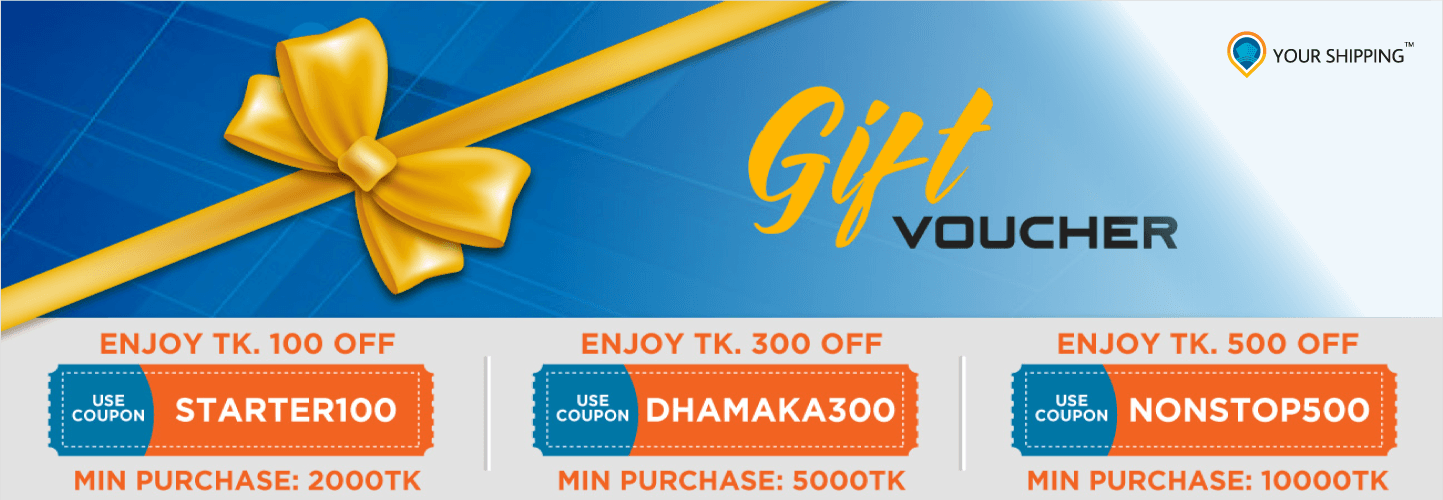 YOUR SHIPPING™
Gift
VOUCHER
ENJOY TK. 100 OFF
USE
COUPON
STARTER100
MIN PURCHASE: 2000TK
ENJOY TK. 300 OFF
USE
COUPON
DHAMAKA300
MIN PURCHASE: 5000TK
ENJOY TK. 500 OFF
USE
COUPON
NONSTOP500
MIN PURCHASE: 10000TK